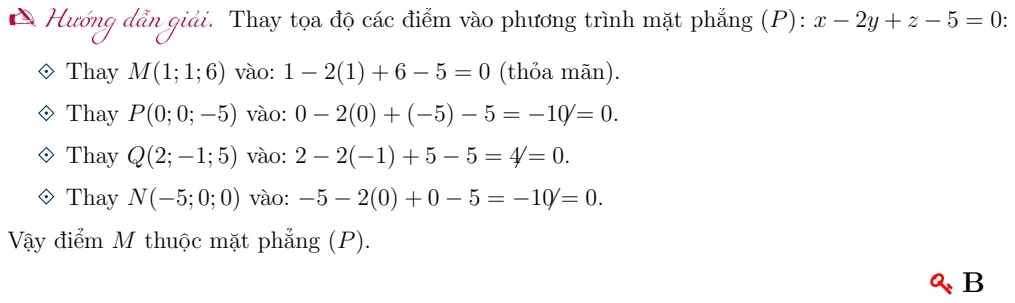 Hướng dẫn giải. Thay tọa độ các điểm vào phương trình mặt phẳng (P): x − 2y + z − 5 = 0:
Thay M(1; 1; 6) vào: 1 − 2(1) + 6 − 5 = 0 (thỏa mãn).
Thay P(0; 0; −5) vào: 0 − 2(0) + (−5) − 5 = −10 ≠ 0.
Thay Q(2; −1; 5) vào: 2 − 2(−1) + 5 − 5 = 4 ≠ 0.
Thay N(−5; 0; 0) vào: −5 − 2(0) + 0 − 5 = −10 ≠ 0.
Vậy điểm M thuộc mặt phẳng (P).
B